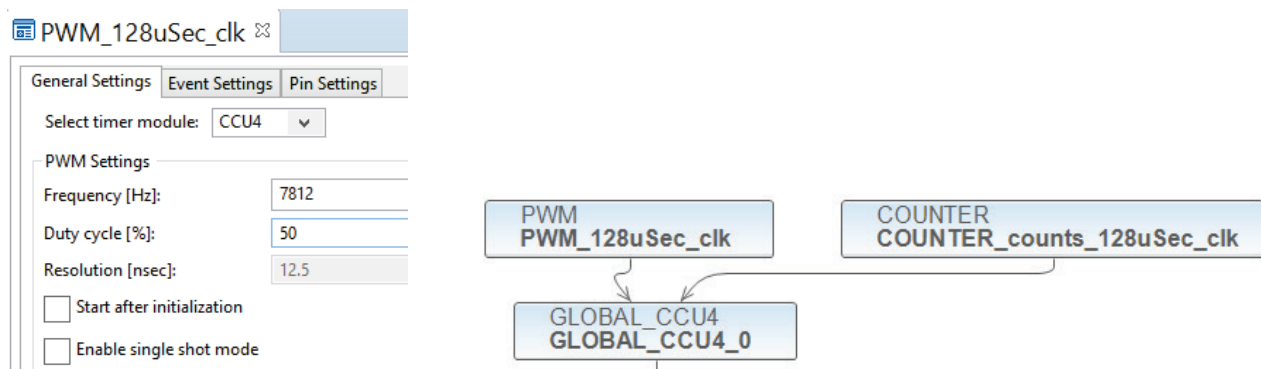 PWM_128uSec_clk
General Settings Event Settings Pin Settings
Select timer module: CCU4
PWM Settings
Frequency [Hz]: 7812
Duty cycle [%]: 50
Resolution [nsec]: 12.5
Start after initialization
Enable single shot mode
PWM
PWM_128uSec_clk
COUNTER
COUNTER_counts_128uSec_clk
GLOBAL_CCU4
GLOBAL_CCU4_0